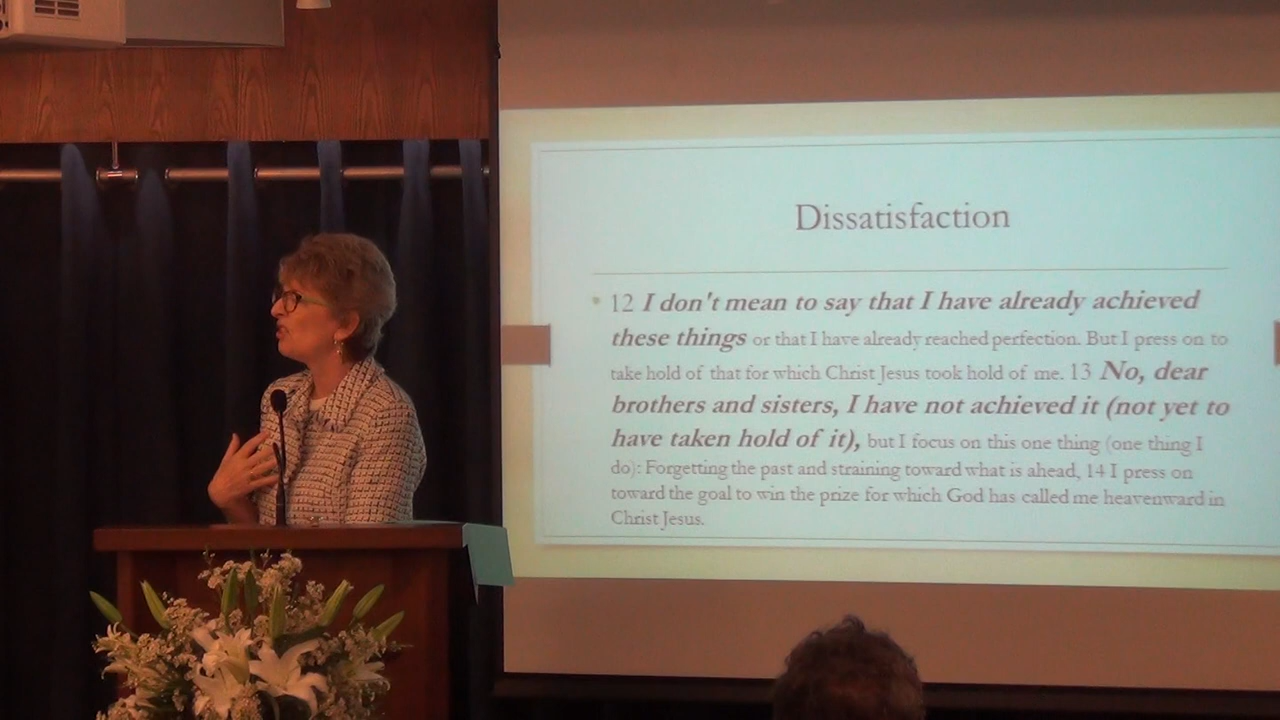 Dissatisfaction
12 I don't mean to say that I have already achieved
these things or that I have already reached perfection. But I press on to
take hold of that for which Christ Jesus took hold of me. 13 No, dear
brothers and sisters, I have not achieved it (not yet to
have taken hold of it), but I focus on this one thing (one thing I
do): Forgetting the past and straining toward what is ahead, 14 I press on
toward the goal to win the prize for which God has called me heavenward in
Christ Jesus.